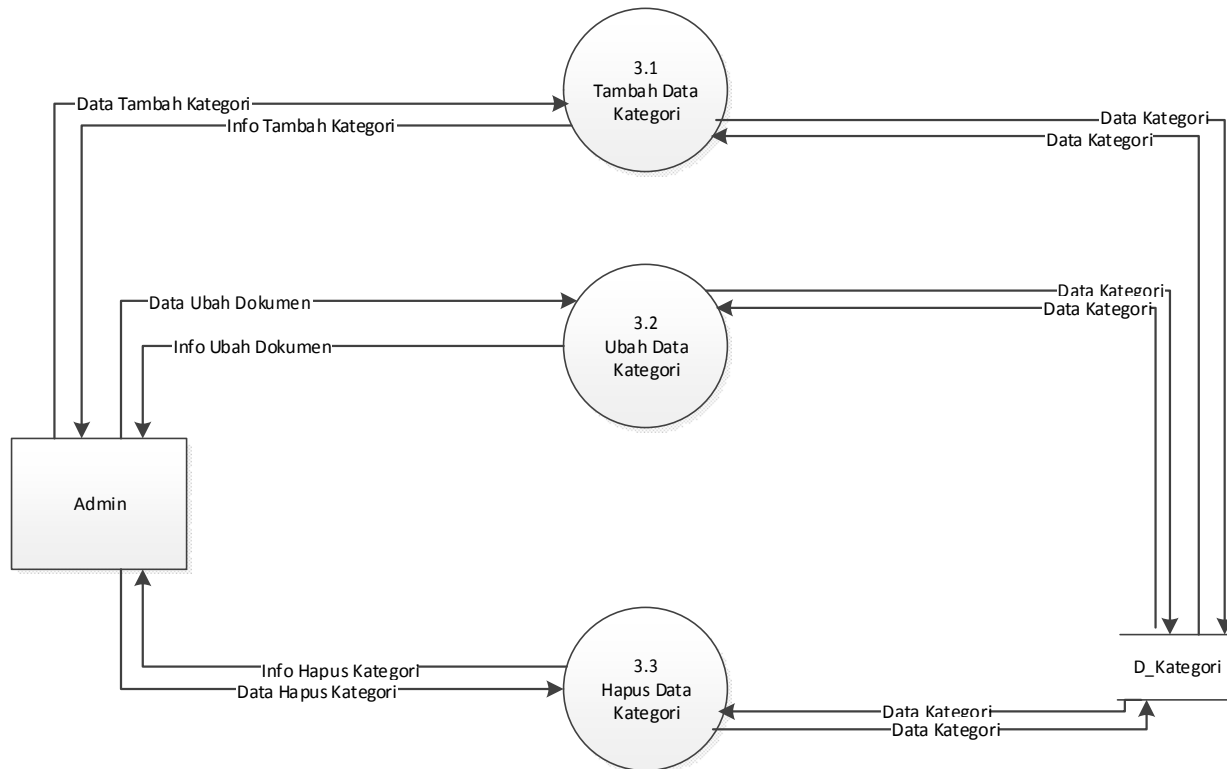 3.1
Tambah Data
Kategori
Data Tambah Kategori
Info Tambah Kategori
Data Kategori
Data Kategori
Data Ubah Dokumen
Info Ubah Dokumen
3.2
Ubah Data
Kategori
Data Kategori
Data Kategori
Admin
Info Hapus Kategori
Data Hapus Kategori
3.3
Hapus Data
Kategori
D_Kategori
Data Kategori
Data Kategori